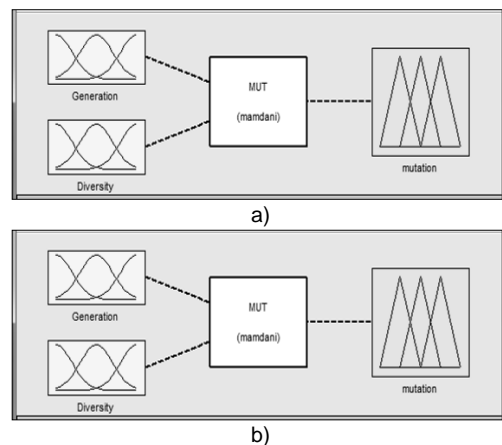 Generation
MUT
(mamdani)
Diversity
mutation
a)
Generation
MUT
(mamdani)
Diversity
mutation
b)